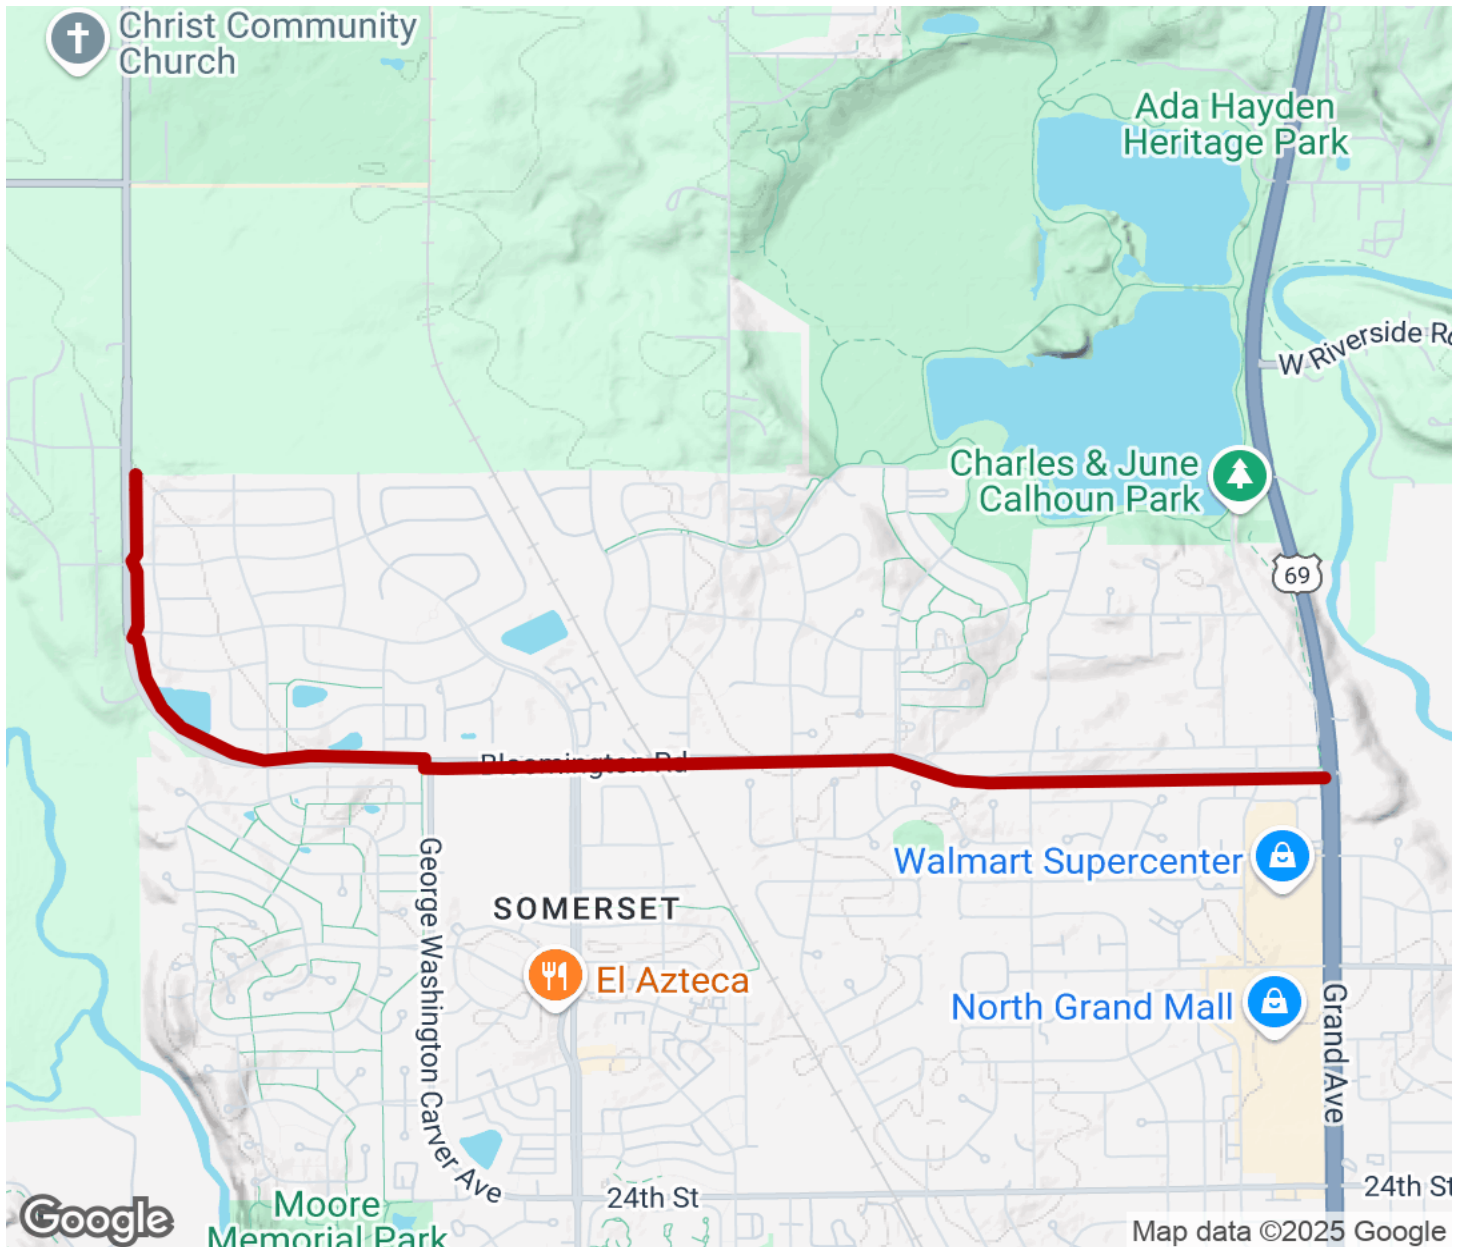 Christ Community
Church
Ada Hayden
Heritage Park
W Riverside
Charles & June
Calhoun Park
69
Bloomington Rd
Walmart Supercenter
George Washington Carver Ave
SOMERSET
El Azteca
North Grand Mall
Grand Ave
24th St
24th St
Moore
Memorial Park
Google
Map data ©2025 Google